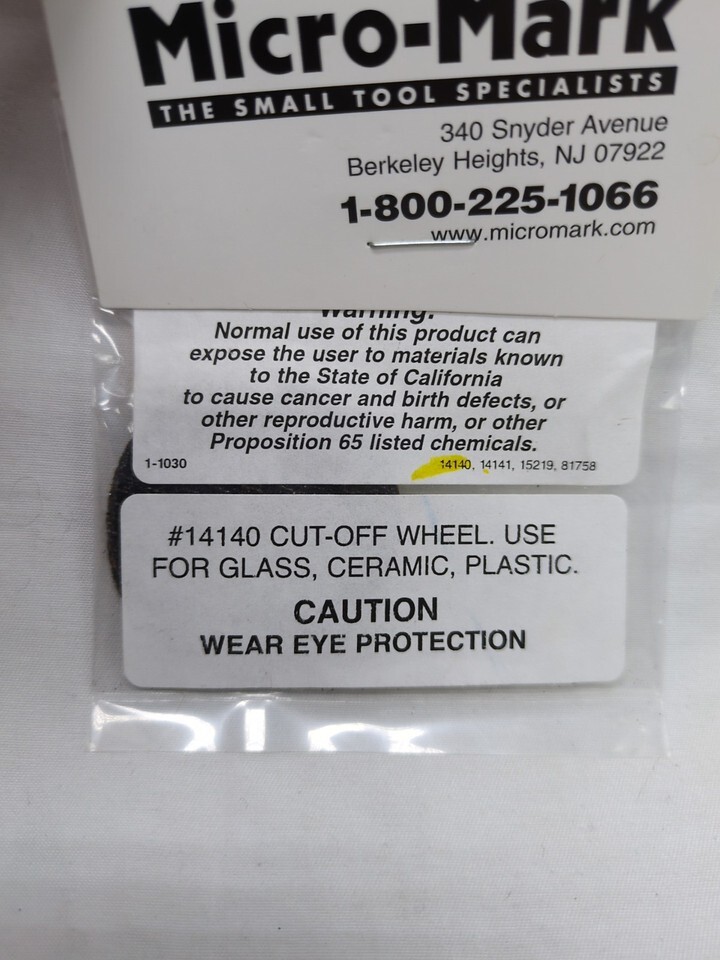 Micro-Mark
THE SMALL TOOL SPECIALISTS
340 Snyder Avenue
Berkeley Heights, NJ 07922
1-800-225-1066
www.micromark.com
Warning:
Normal use of this product can
expose the user to materials known
to the State of California
to cause cancer and birth defects, or
other reproductive harm, or other
Proposition 65 listed chemicals.
1-1030 14140, 14141, 15219, 81758
#14140 CUT-OFF WHEEL. USE
FOR GLASS, CERAMIC, PLASTIC.
CAUTION
WEAR EYE PROTECTION